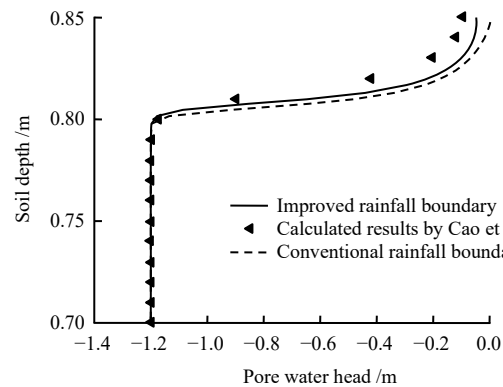 0.85
0.80
0.75
0.70
Soil depth /m
Improved rainfall boundary
Calculated results by Cao et
Conventional rainfall bounda
−1.4 −1.2 −1.0 −0.8 −0.6 −0.4 −0.2 0.0
Pore water head /m